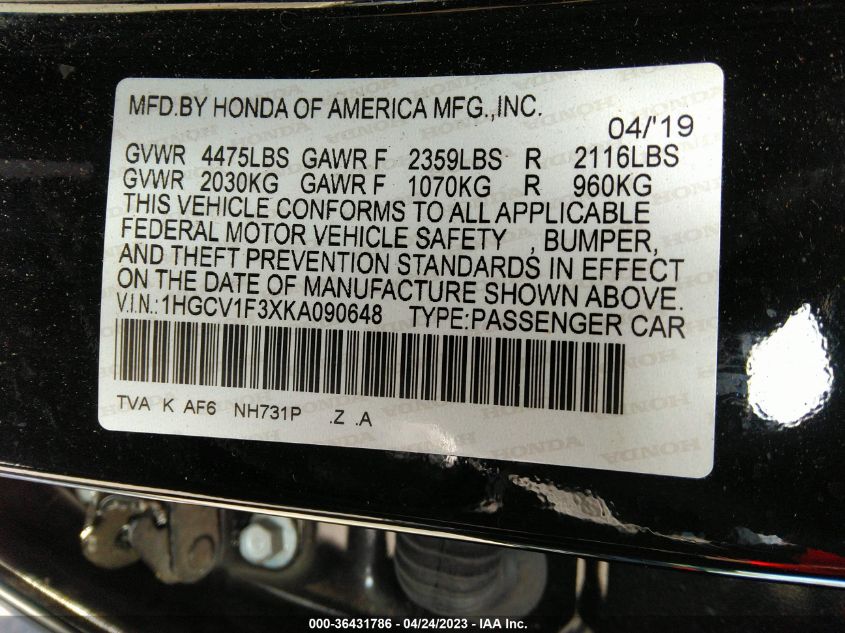 MFD.BY HONDA OF AMERICA MFG.,INC.
04/'19
GVWR 4475LBS GAWR F 2359LBS R 2116LBS
GVWR 2030KG GAWR F 1070KG R 960KG
THIS VEHICLE CONFORMS TO ALL APPLICABLE
FEDERAL MOTOR VEHICLE SAFETY , BUMPER,
AND THEFT PREVENTION STANDARDS IN EFFECT
ON THE DATE OF MANUFACTURE SHOWN ABOVE.
V.I.N.:1HGCV1F3XKA090648 TYPE:PASSENGER CAR
TVA K AF6 NH731P .Z .A
000-36431786 - 04/24/2023 - © IAA Inc.